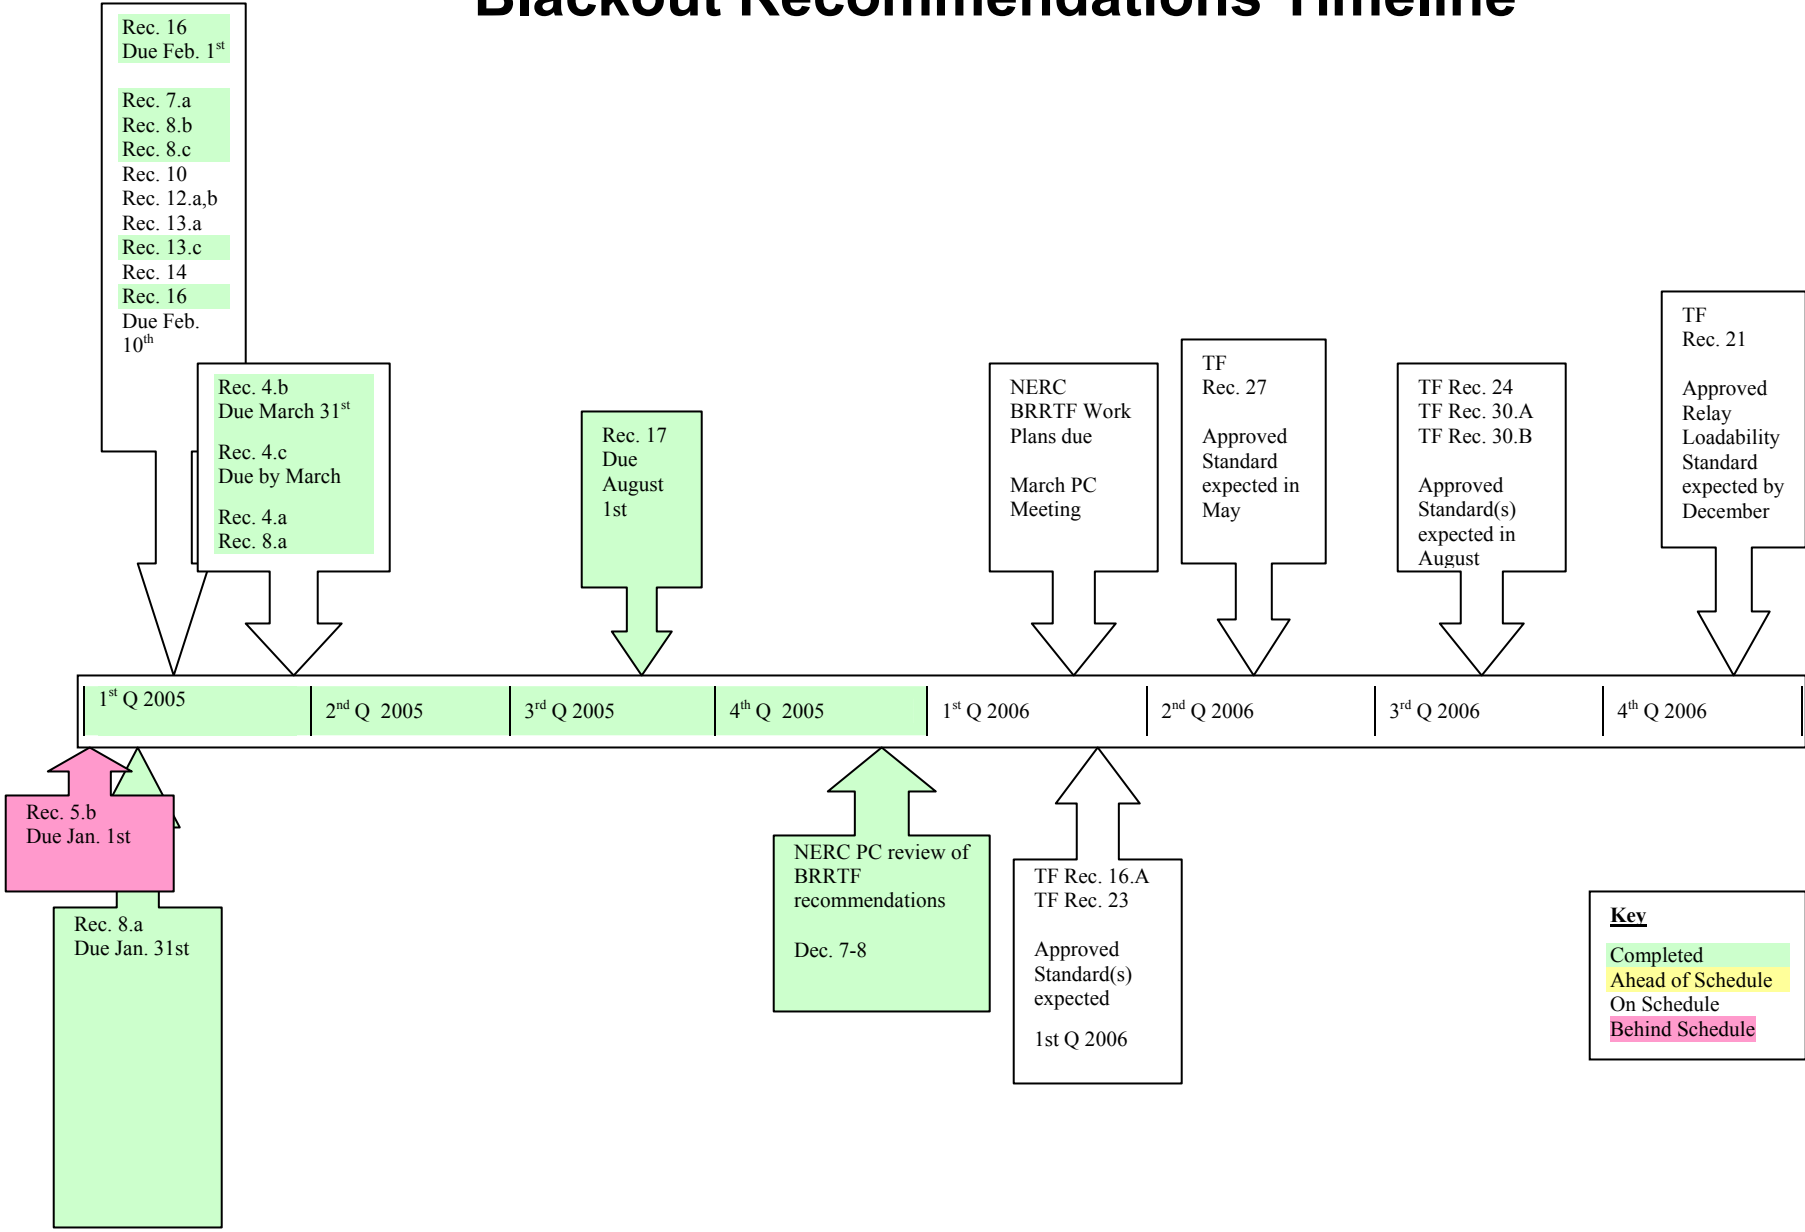 Blackout Recommendations Timeline
Rec. 16
Due Feb. 1st
Rec. 7.a
Rec. 8.b
Rec. 8.c
Rec. 10
Rec. 12.a,b
Rec. 13.a
Rec. 13.c
Rec. 14
Rec. 16
Due Feb.
10th
Rec. 4.b
Due March 31st
Rec. 4.c
Due by March
Rec. 4.a
Rec. 8.a
Rec. 17
Due
August
1st
NERC
BRRTF Work
Plans due
March PC
Meeting
TF
Rec. 27
Approved
Standard
expected in
May
TF Rec. 24
TF Rec. 30.A
TF Rec. 30.B
Approved
Standard(s)
expected in
August
TF
Rec. 21
Approved
Relay
Loadability
Standard
expected by
December
1st Q 2005
2nd Q 2005
3rd Q 2005
4th Q 2005
1st Q 2006
2nd Q 2006
3rd Q 2006
4th Q 2006
Rec. 5.b
Due Jan. 1st
Rec. 8.a
Due Jan. 31st
NERC PC review of
BRRTF
recommendations
Dec. 7-8
TF Rec. 16.A
TF Rec. 23
Approved
Standard(s)
expected
1st Q 2006
Key
Completed
Ahead of Schedule
On Schedule
Behind Schedule